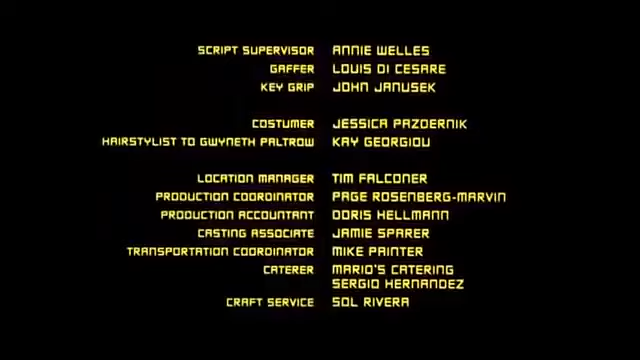 SCRIPT SUPERVISOR ANNIE WELLES
GAFFER LOUIS DI CESARE
KEY GRIP JOHN JANUSEK
COSTUMER JESSICA PAZDERNIK
HAIRSTYLIST TO GWYNETH PALTROW KAY GEORGIOU
LOCATION MANAGER TIM FALCONER
PRODUCTION COORDINATOR PAGE ROSENBERG-MARVIN
PRODUCTION ACCOUNTANT DORIS HELLMANN
CASTING ASSOCIATE JAMIE SPARER
TRANSPORTATION COORDINATOR MIKE PAINTER
CATERER MARIO'S CATERING
SERGIO HERNANDEZ
CRAFT SERVICE SOL RIVERA